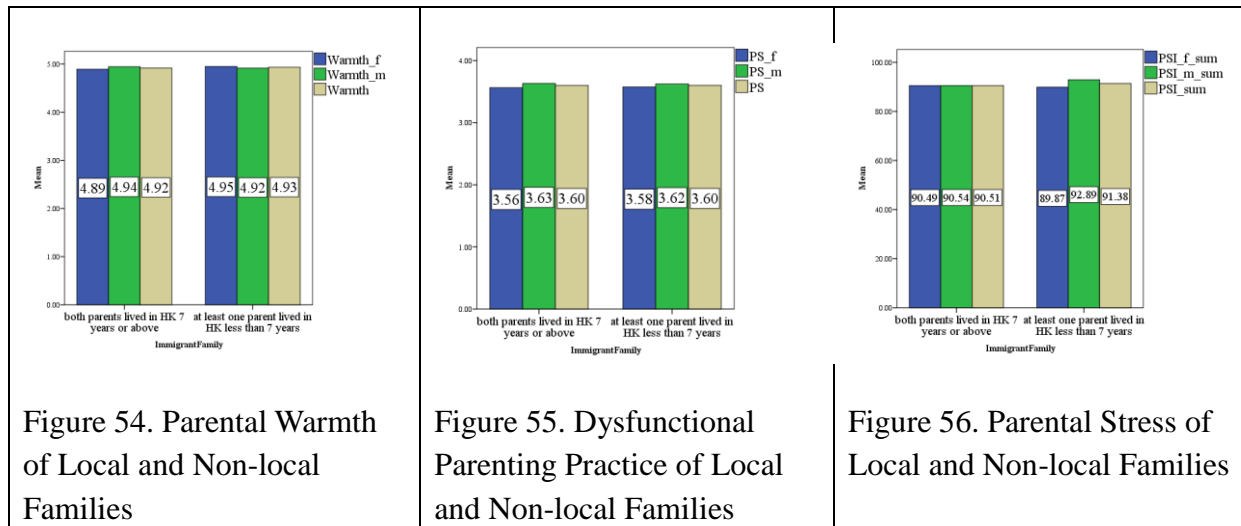 Warmth_f
Warmth_m
Warmth
5.00
4.00
3.00
2.00
1.00
0.00
Mean
4.89 4.94 4.92 4.95 4.92 4.93
both parents lived in HK 7
years or above
at least one parent lived in
HK less than 7 years
ImmigrantFamily
Figure 54. Parental Warmth
of Local and Non-local
Families
PS_f
PS_m
PS
4.00
3.00
2.00
1.00
0.00
Mean
3.56 3.63 3.60 3.58 3.62 3.60
both parents lived in HK 7
years or above
at least one parent lived in
HK less than 7 years
ImmigrantFamily
Figure 55. Dysfunctional
Parenting Practice of Local
and Non-local Families
PSI_f_sum
PSI_m_sum
PSI_sum
100.00
80.00
60.00
40.00
20.00
0.00
Mean
90.49 90.54 90.51 89.87 92.89 91.38
both parents lived in HK 7
years or above
at least one parent lived in
HK less than 7 years
ImmigrantFamily
Figure 56. Parental Stress of
Local and Non-local Families